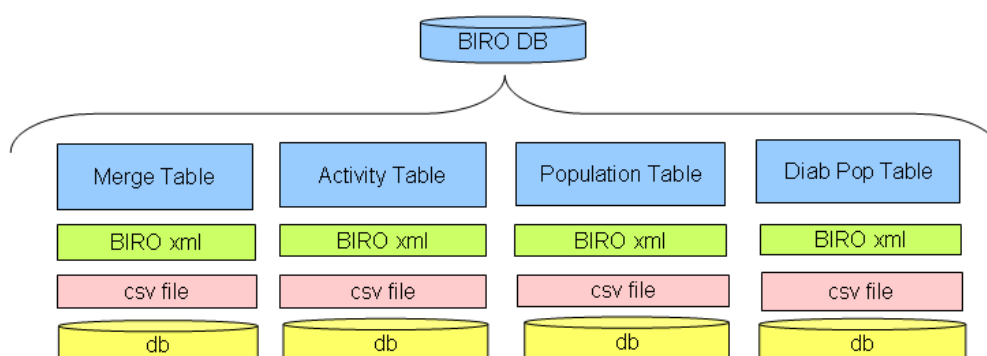 BIRO DB
Merge Table
Activity Table
Population Table
Diab Pop Table
BIRO xml
BIRO xml
BIRO xml
BIRO xml
csv file
csv file
csv file
csv file
db
db
db
db